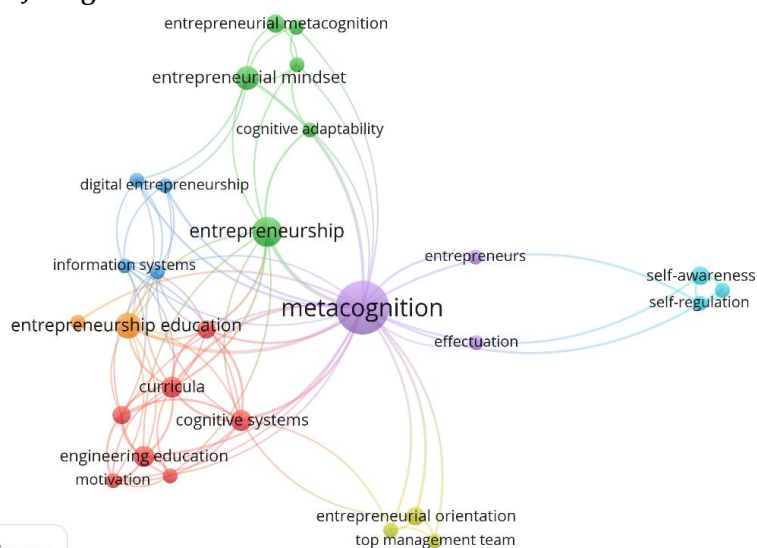 entrepreneurial metacognition
entrepreneurial mindset
cognitive adaptability
digital entrepreneurship
entrepreneurship
entrepreneurs
information systems
self-awareness
self-regulation
metacognition
entrepreneurship education
effectuation
curricula
cognitive systems
engineering education
motivation
entrepreneurial orientation
top management team